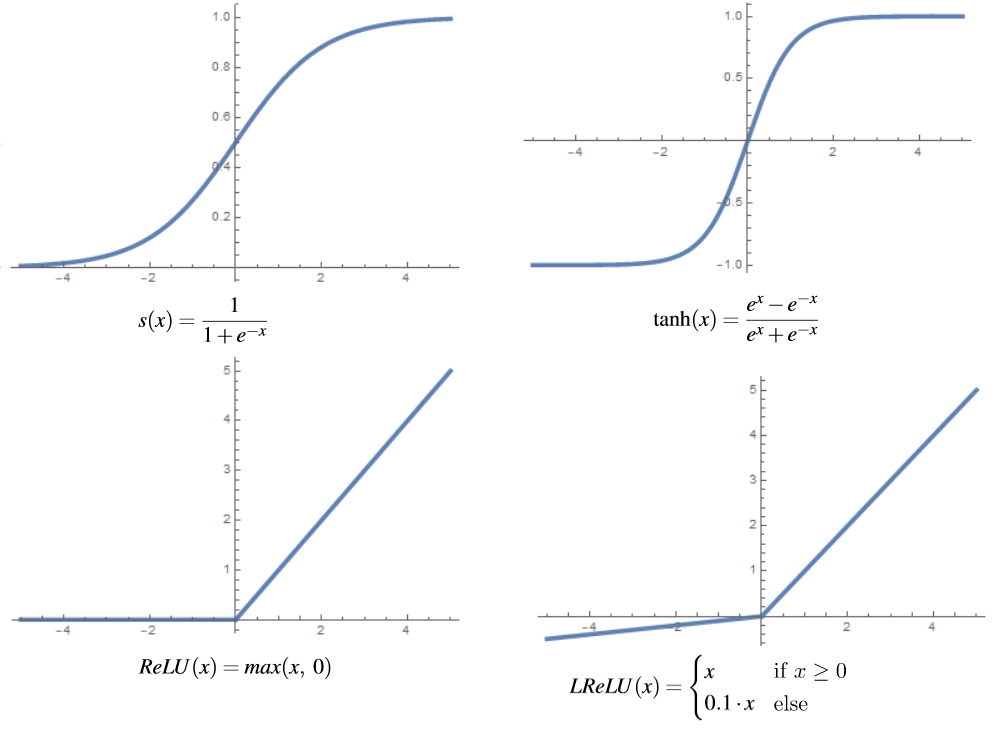 1.0
0.8
0.6
0.4
0.2
-4 -2 2 4
s(x) = 1 / (1 + e^{-x})
1.0
0.5
-4 -2 2 4
-0.5
-1.0
tanh(x) = (e^x - e^{-x}) / (e^x + e^{-x})
5
4
3
2
1
-4 -2 2 4
ReLU(x) = max(x, 0)
5
4
3
2
1
-4 -2 2 4
LReLU(x) = { x if x ≥ 0
0.1 · x else